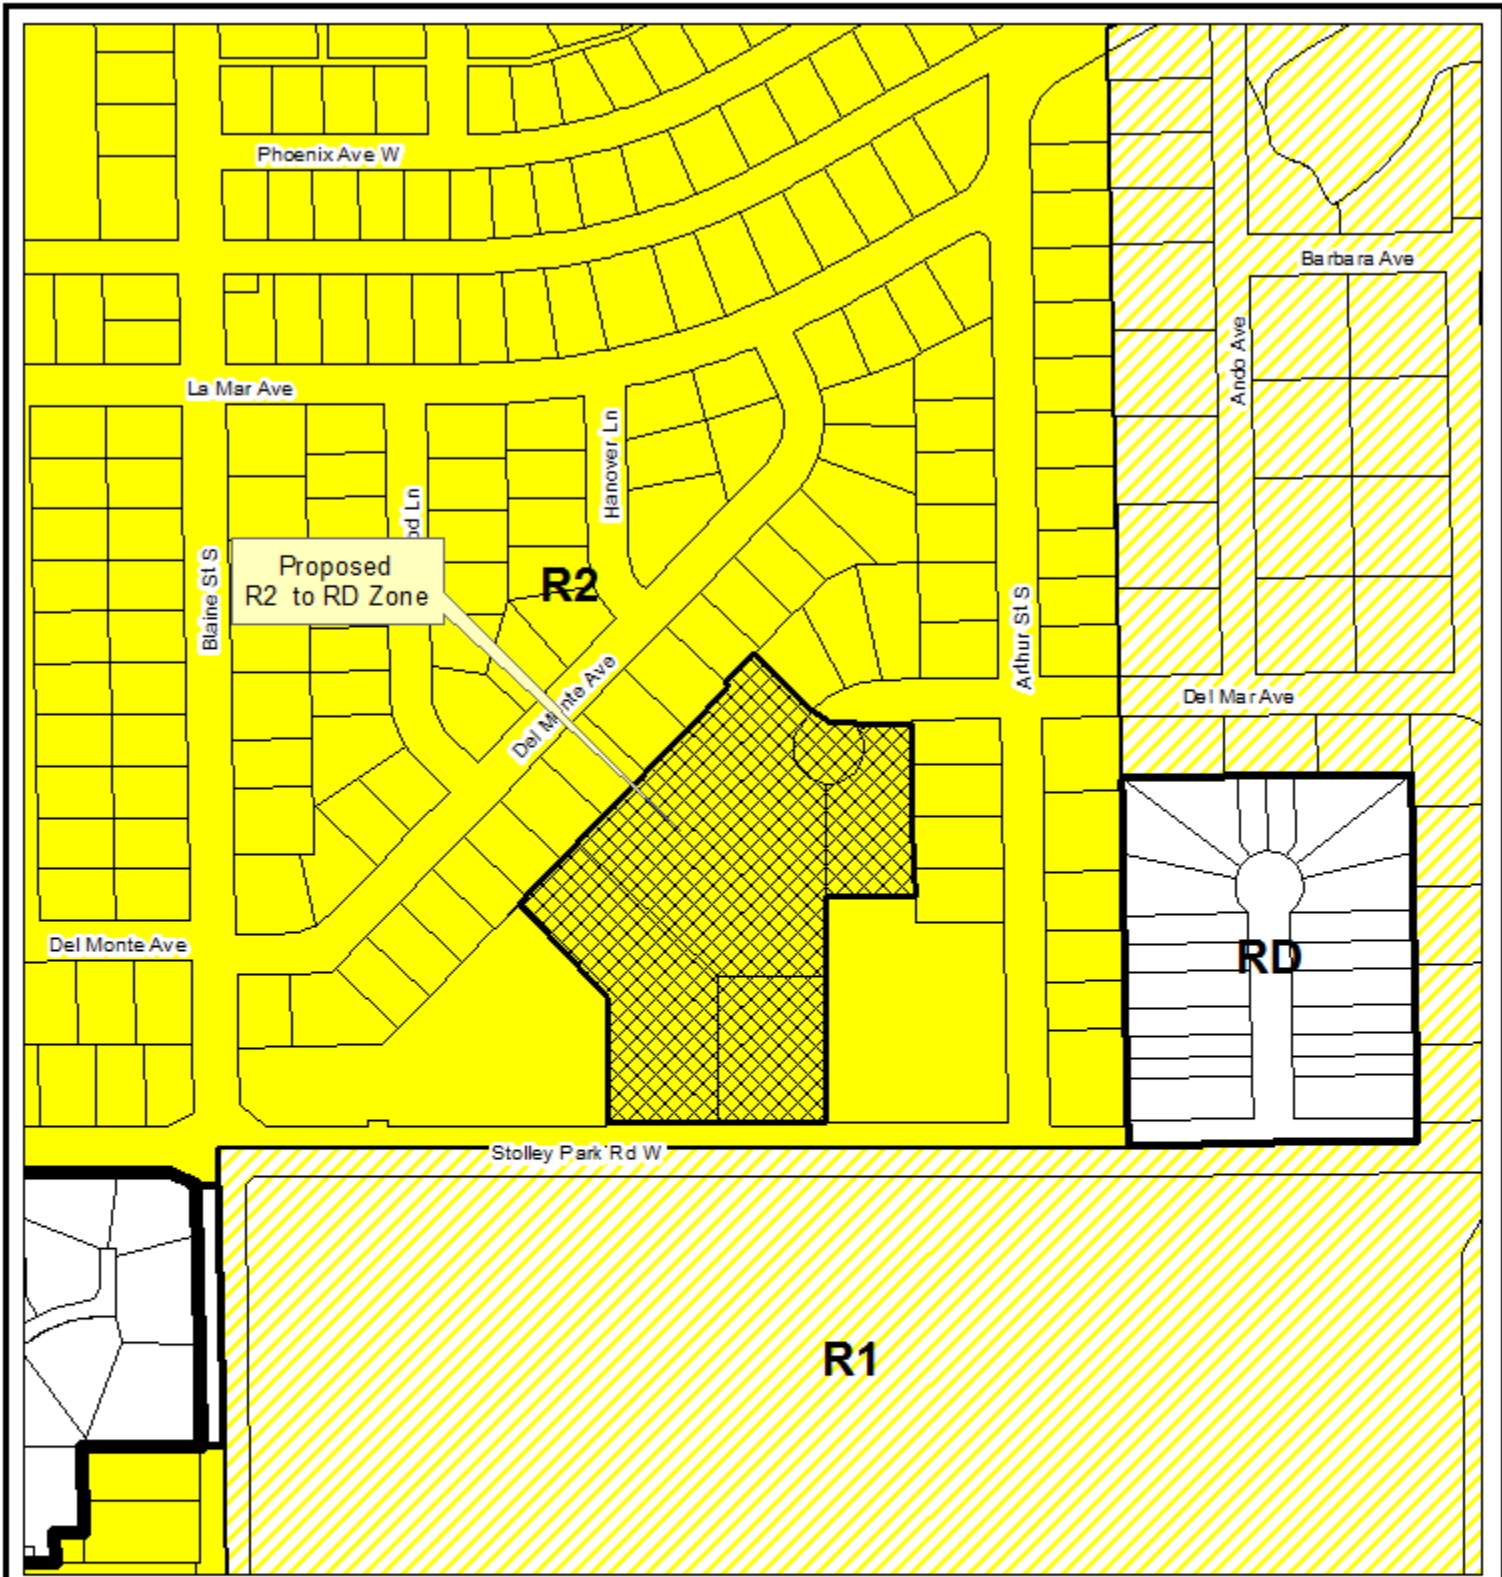 Phoenix Ave W
Barbara Ave
Ando Ave
La Mar Ave
Hanover Ln
Ln
Blaine St S
Proposed
R2 to RD Zone
R2
Arthur St S
Del Monte Ave
Del Mar Ave
Del Monte Ave
RD
Stolley Park Rd W
R1